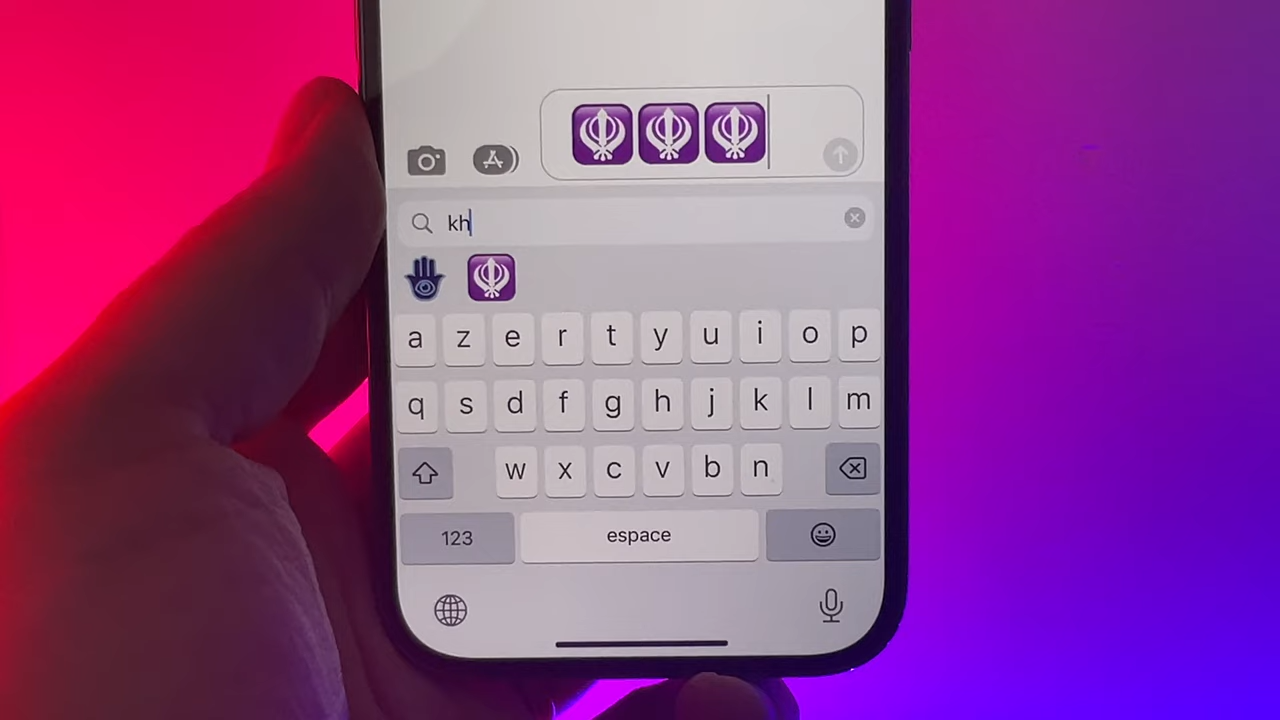 🪯🪯🪯
kh
🪬 🪯
a z e r t y u i o p
q s d f g h j k l m
w x c v b n
123 espace